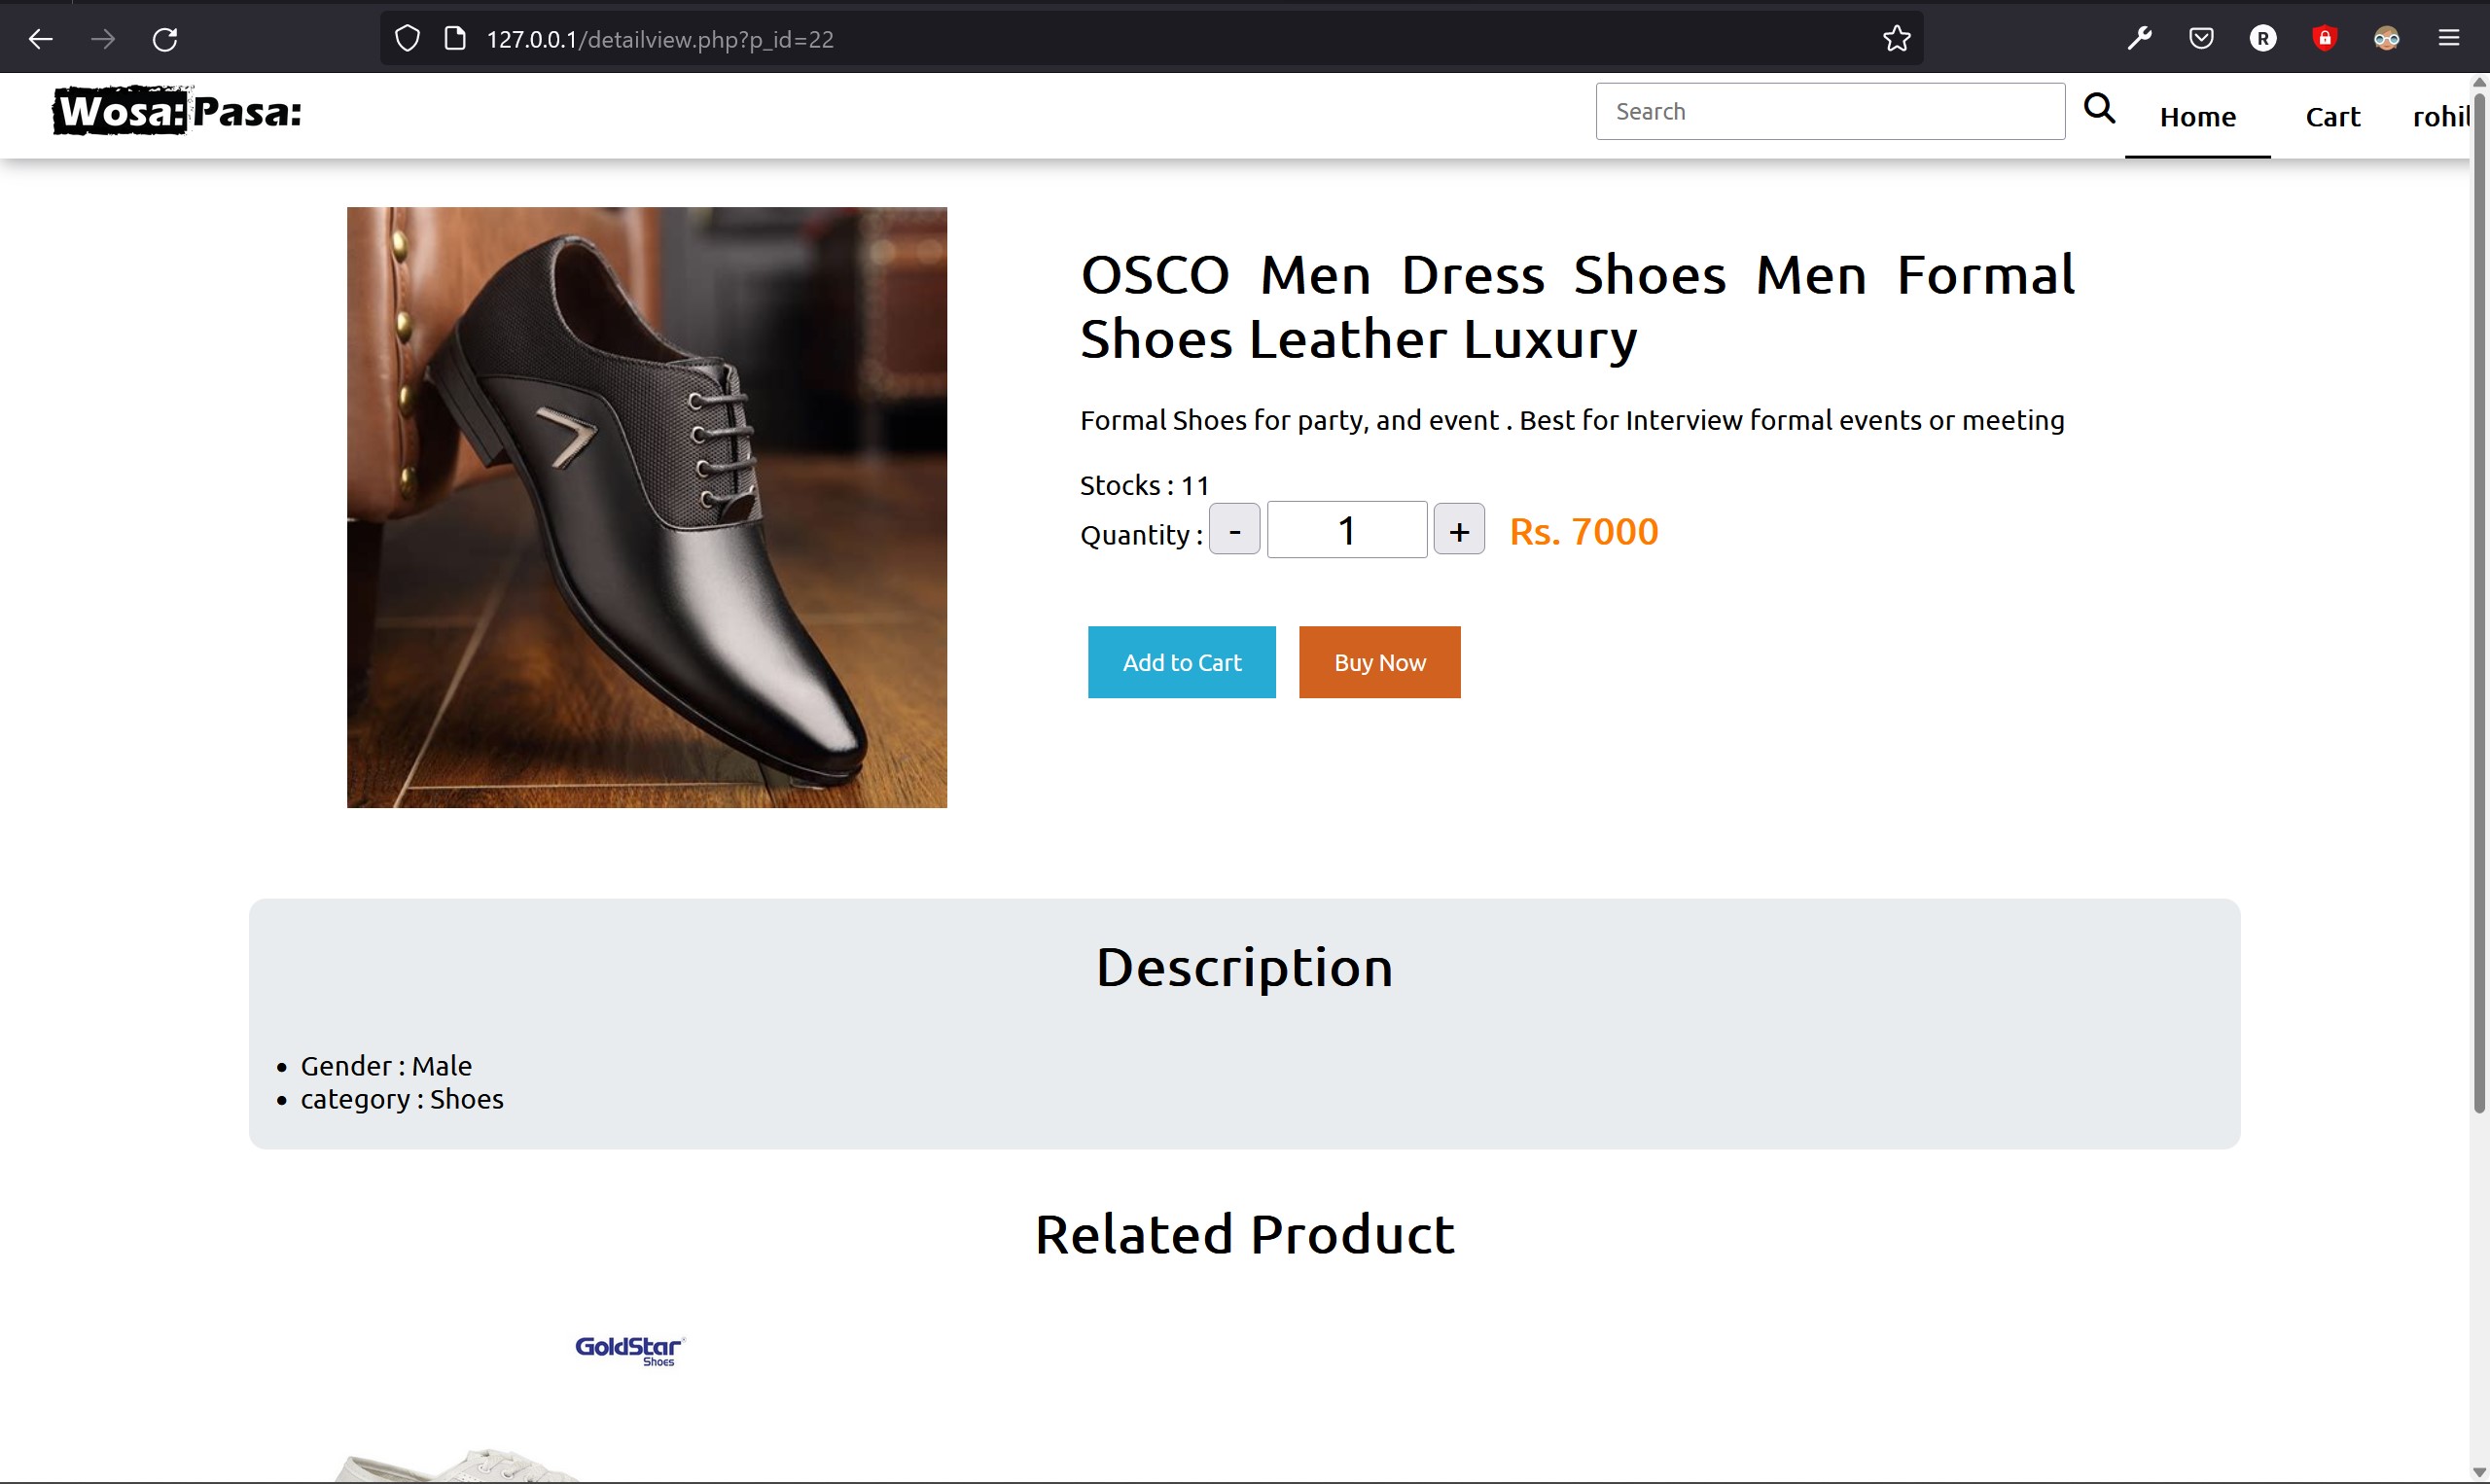 127.0.0.1/detailview.php?p_id=22
R
Wosa: Pasa:
Search
Home
Cart
OSCO Men Dress Shoes Men Formal
Shoes Leather Luxury
Formal Shoes for party, and event . Best for Interview formal events or meeting
Stocks : 11
Quantity : - 1 + Rs. 7000
Add to Cart
Buy Now
Description
• Gender : Male
• category : Shoes
Related Product
GoldStar
Shoes